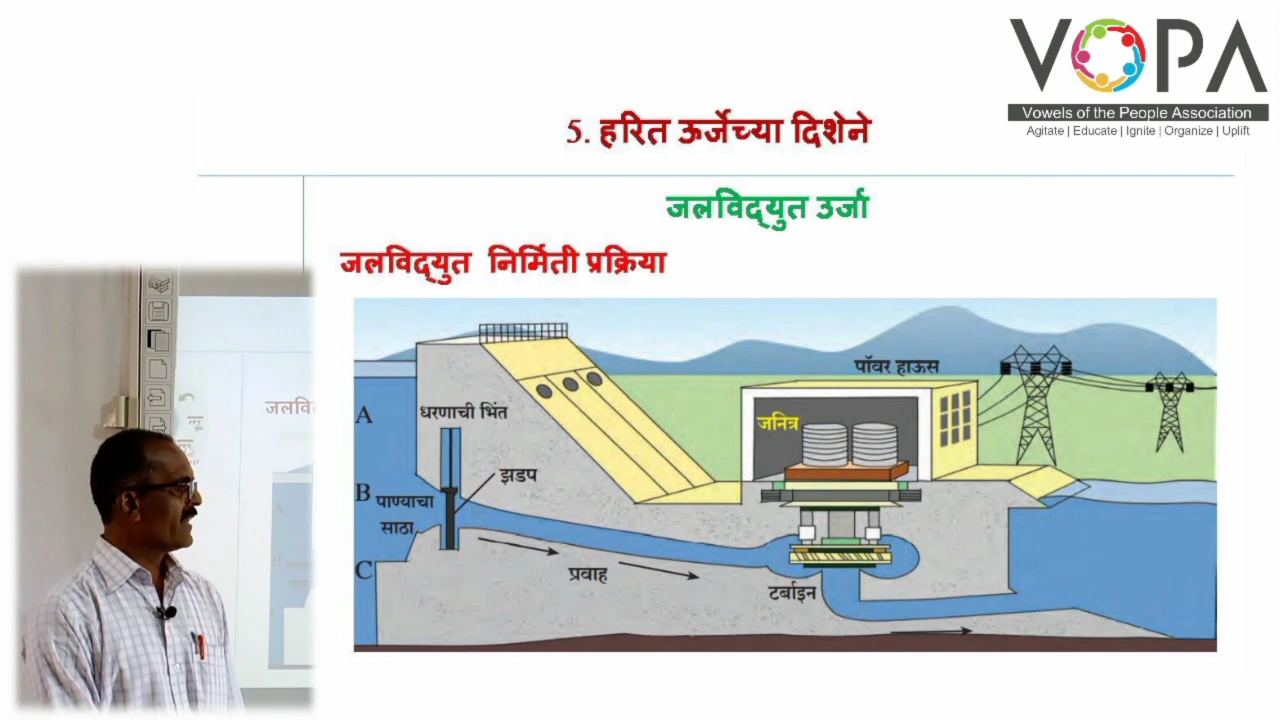 VOPA
Vowels of the People Association
Agitate | Educate | Ignite | Organize | Uplift
5. हरित ऊर्जेच्या दिशेने
जलविद्युत उर्जा
जलविद्युत निर्मिती प्रक्रिया
पॉवर हाऊस
A
धरणाची भिंत
जनित्र
झडप
B
पाण्याचा
साठा
प्रवाह
C
टर्बाइन
जलवि